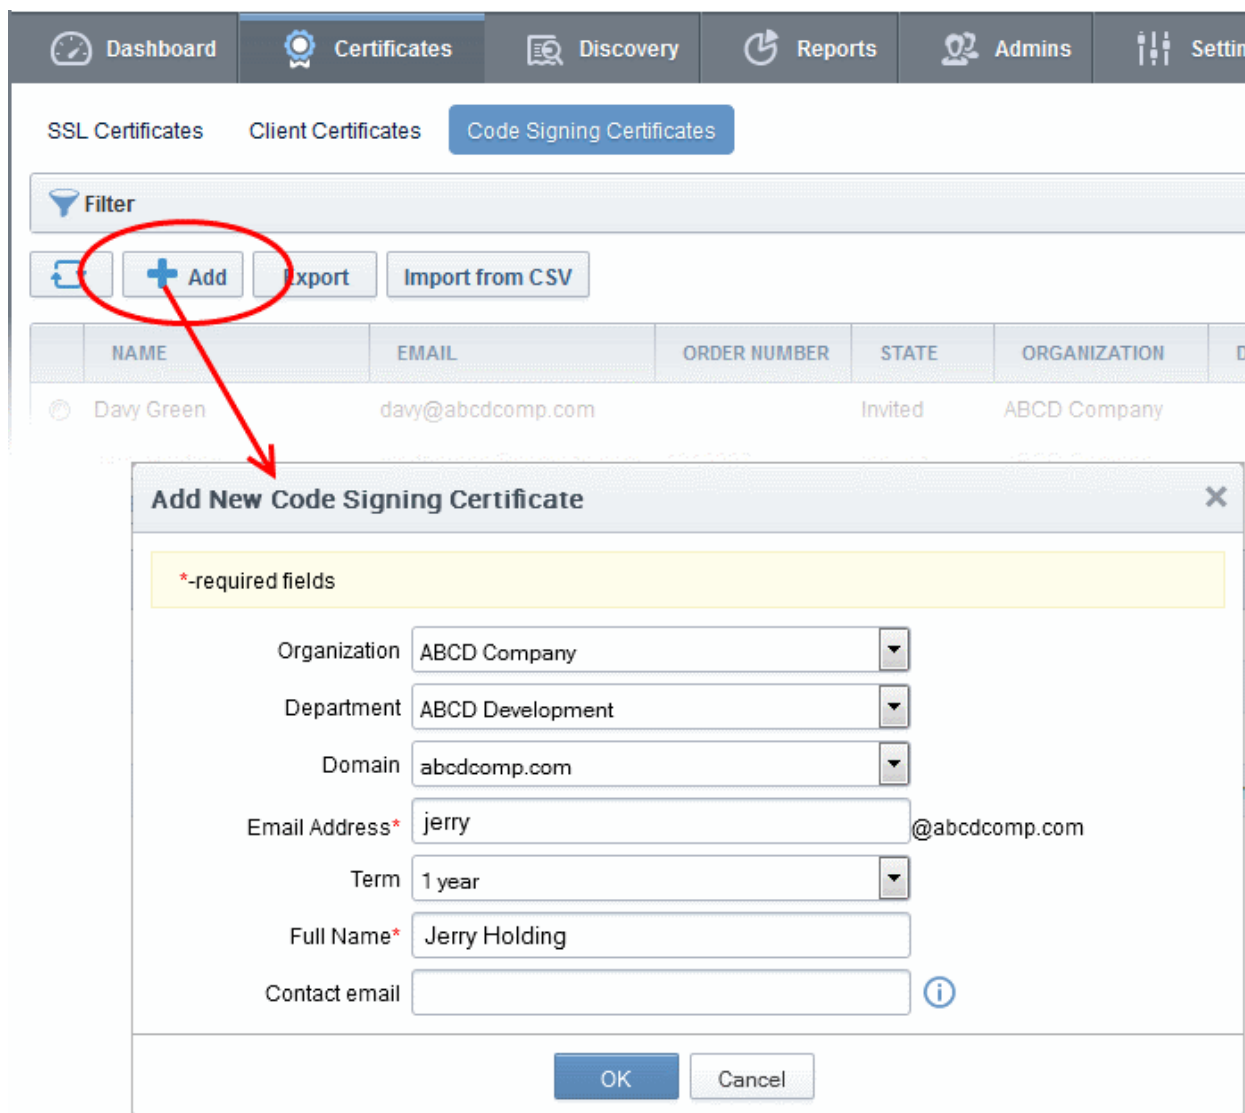 Dashboard Certificates Discovery Reports Admins
SSL Certificates Client Certificates Code Signing Certificates
Filter
Add Export Import from CSV
NAME EMAIL ORDER NUMBER STATE ORGANIZATION
Davy Green davy@abcdcomp.com Invited ABCD Company
Add New Code Signing Certificate
*-required fields
Organization ABCD Company
Department ABCD Development
Domain abcdcomp.com
Email Address* jerry @abcdcomp.com
Term 1 year
Full Name* Jerry Holding
Contact email
OK Cancel